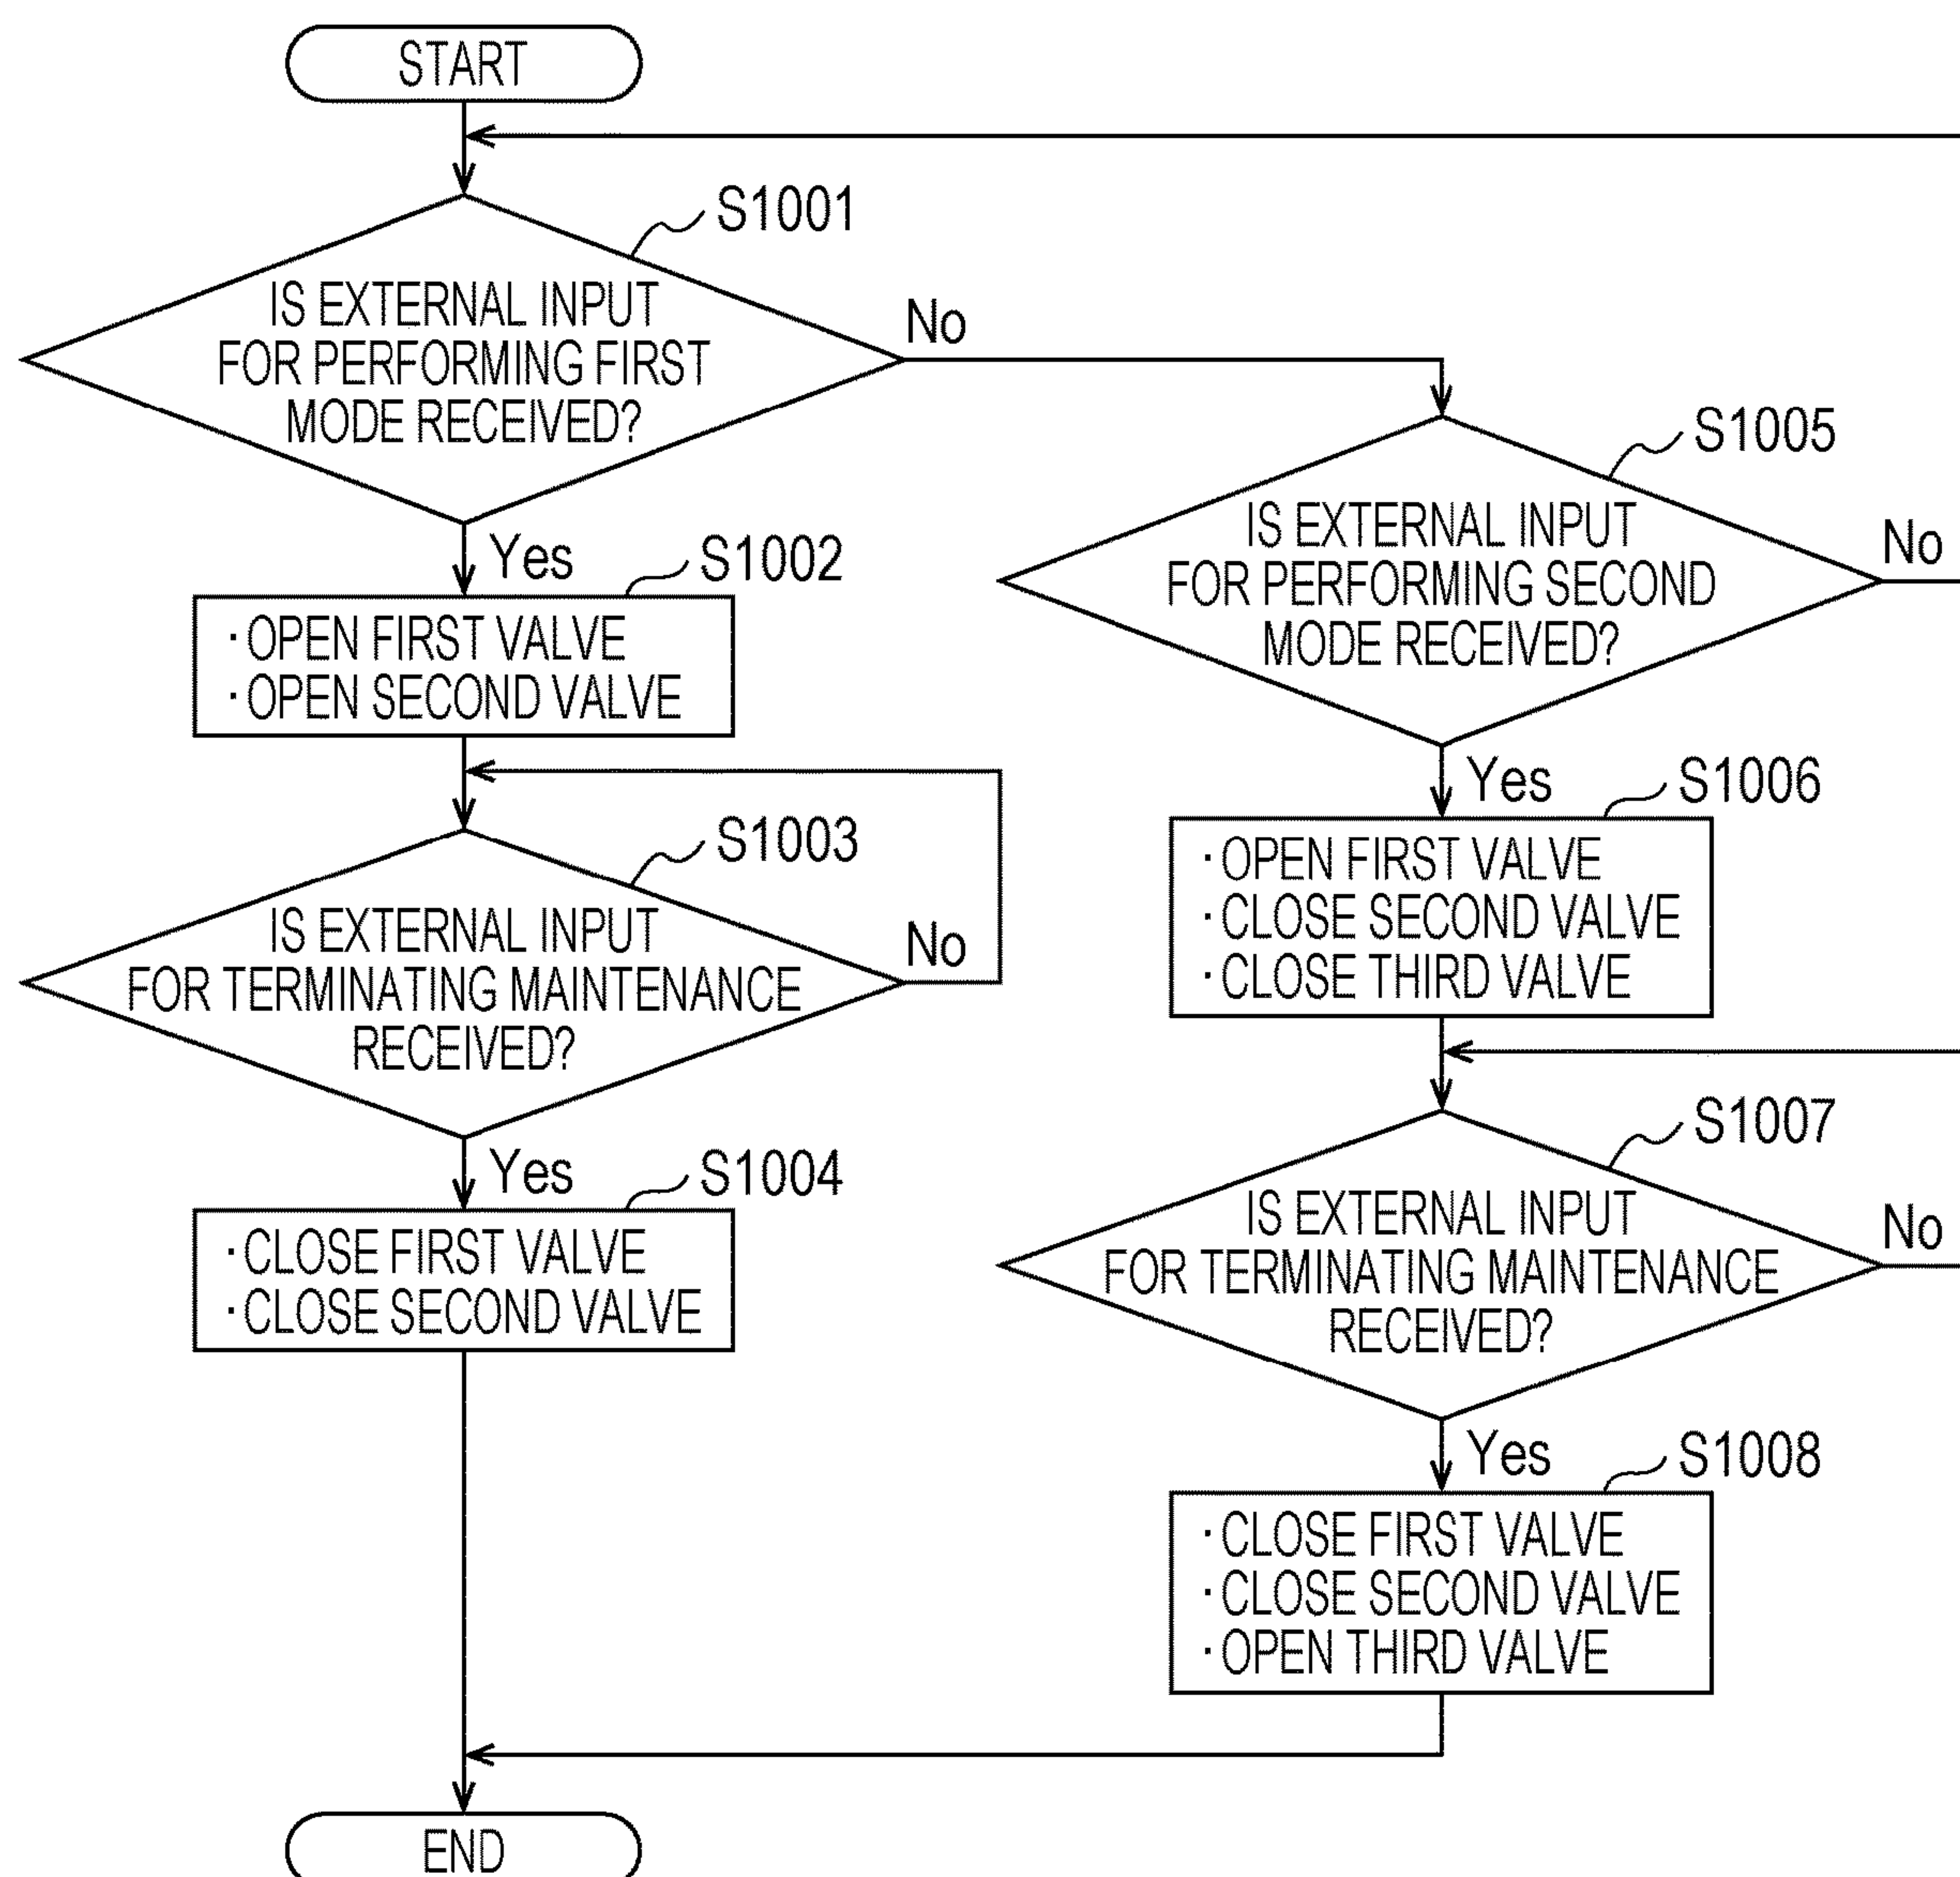 START
S1001
IS EXTERNAL INPUT
FOR PERFORMING FIRST
MODE RECEIVED?
No
Yes
S1002
· OPEN FIRST VALVE
· OPEN SECOND VALVE
S1003
IS EXTERNAL INPUT
FOR TERMINATING MAINTENANCE
RECEIVED?
No
Yes
S1004
· CLOSE FIRST VALVE
· CLOSE SECOND VALVE
S1005
IS EXTERNAL INPUT
FOR PERFORMING SECOND
MODE RECEIVED?
No
Yes
S1006
· OPEN FIRST VALVE
· CLOSE SECOND VALVE
· CLOSE THIRD VALVE
S1007
IS EXTERNAL INPUT
FOR TERMINATING MAINTENANCE
RECEIVED?
No
Yes
S1008
· CLOSE FIRST VALVE
· CLOSE SECOND VALVE
· OPEN THIRD VALVE
END